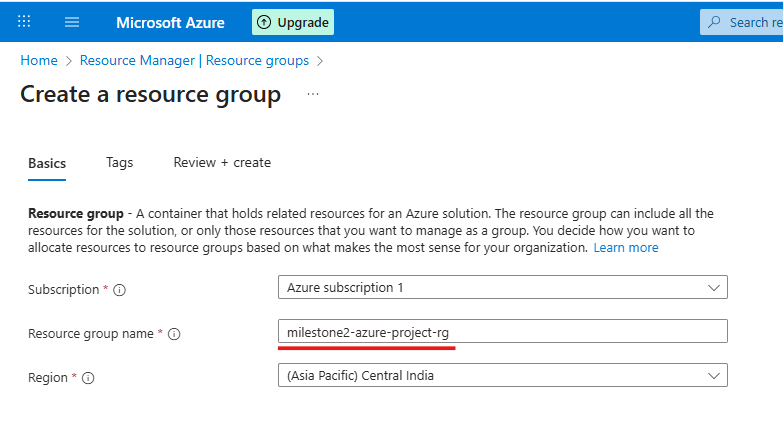 Microsoft Azure
Upgrade
Search re
Home > Resource Manager | Resource groups >
Create a resource group ...
Basics
Tags
Review + create
Resource group - A container that holds related resources for an Azure solution. The resource group can include all the
resources for the solution, or only those resources that you want to manage as a group. You decide how you want to
allocate resources to resource groups based on what makes the most sense for your organization. Learn more
Subscription *
Azure subscription 1
Resource group name *
milestone2-azure-project-rg
Region *
(Asia Pacific) Central India